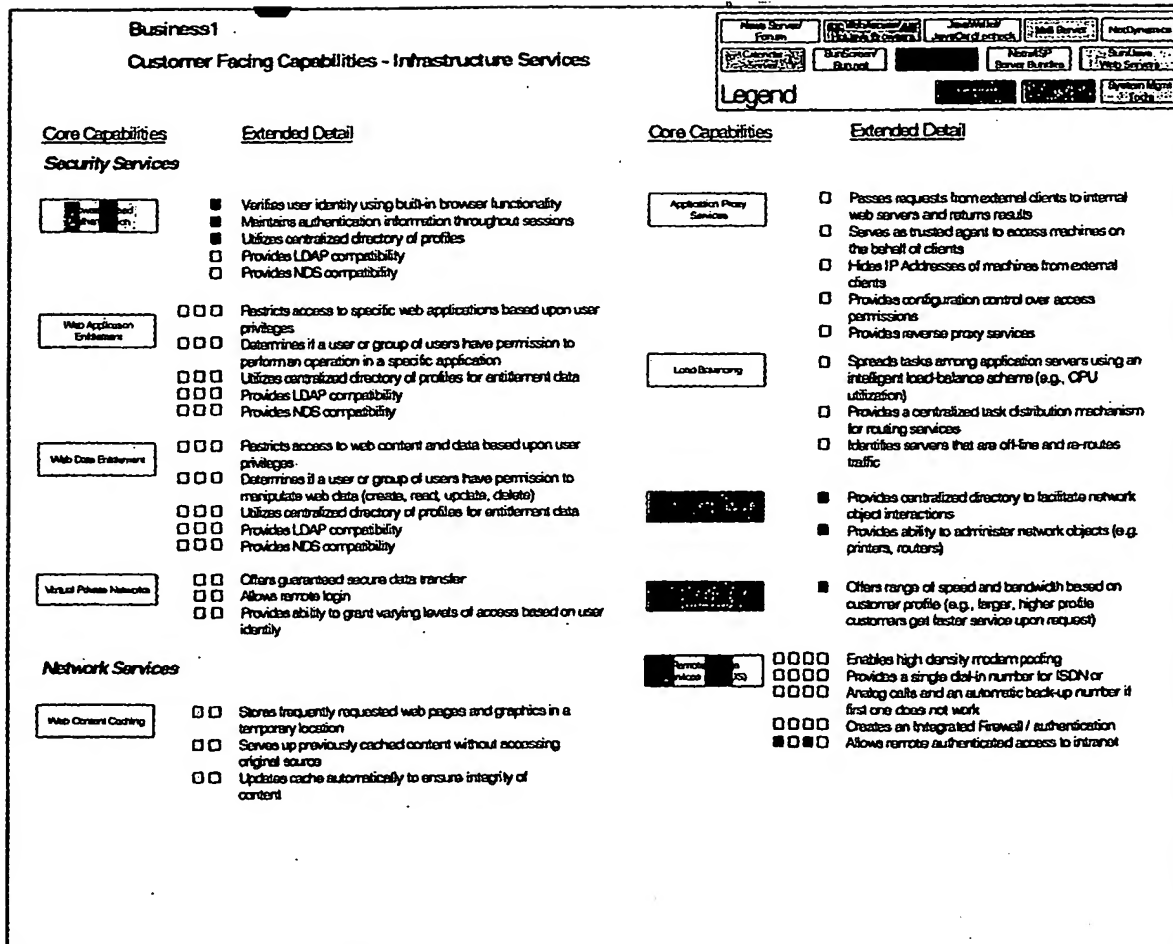 Business1
Customer Facing Capabilities - Infrastructure Services
News Server/
Forum
Mail Server
NetDynamics
SunScreen/
Sun.net
Server Bundles
Web Servers
Legend
System Mgmt
Tools
Core Capabilities
Extended Detail
Security Services
Verifies user identity using built-in browser functionality
Maintains authentication information throughout sessions
Utilizes centralized directory of profiles
Provides LDAP compatibility
Provides NDS compatibility
Web Application
Entitlement
Restricts access to specific web applications based upon user
privileges
Determines if a user or group of users have permission to
perform an operation in a specific application
Utilizes centralized directory of profiles for entitlement data
Provides LDAP compatibility
Provides NDS compatibility
Web Data Entitlement
Restricts access to web content and data based upon user
privileges
Determines if a user or group of users have permission to
manipulate web data (create, read, update, delete)
Utilizes centralized directory of profiles for entitlement data
Provides LDAP compatibility
Provides NDS compatibility
Virtual Private Networks
Offers guaranteed secure data transfer
Allows remote login
Provides ability to grant varying levels of access based on user
identity
Network Services
Web Content Caching
Stores frequently requested web pages and graphics in a
temporary location
Serves up previously cached content without accessing
original source
Updates cache automatically to ensure integrity of
content
Core Capabilities
Extended Detail
Application Proxy
Services
Passes requests from external clients to internal
web servers and returns results
Serves as trusted agent to access machines on
the behalf of clients
Hides IP Addresses of machines from external
clients
Provides configuration control over access
permissions
Provides reverse proxy services
Load Balancing
Spreads tasks among application servers using an
intelligent load-balance scheme (e.g., CPU
utilization)
Provides a centralized task distribution mechanism
for routing services
Identifies servers that are off-line and re-routes
traffic
Provides centralized directory to facilitate network
object interactions
Provides ability to administer network objects (e.g.
printers, routers)
Offers range of speed and bandwidth based on
customer profile (e.g., larger, higher profile
customers get faster service upon request)
Remote
Enables high density modem pooling
Provides a single dial-in number for ISDN or
Analog calls and an automatic back-up number if
first one does not work
Creates an Integrated Firewall / authentication
Allows remote authenticated access to intranet